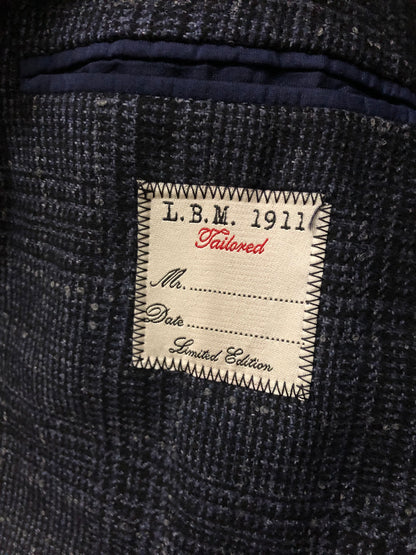 L.B.M. 1911
Tailored
Mr. ........................
Date ........................
Limited Edition